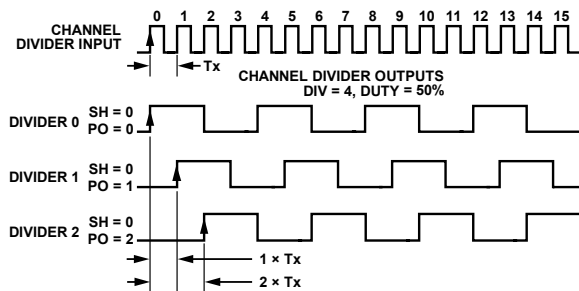 0 1 2 3 4 5 6 7 8 9 10 11 12 13 14 15
CHANNEL
DIVIDER INPUT
Tx
CHANNEL DIVIDER OUTPUTS
DIV = 4, DUTY = 50%
DIVIDER 0
SH = 0
PO = 0
DIVIDER 1
SH = 0
PO = 1
DIVIDER 2
SH = 0
PO = 2
1 × Tx
2 × Tx